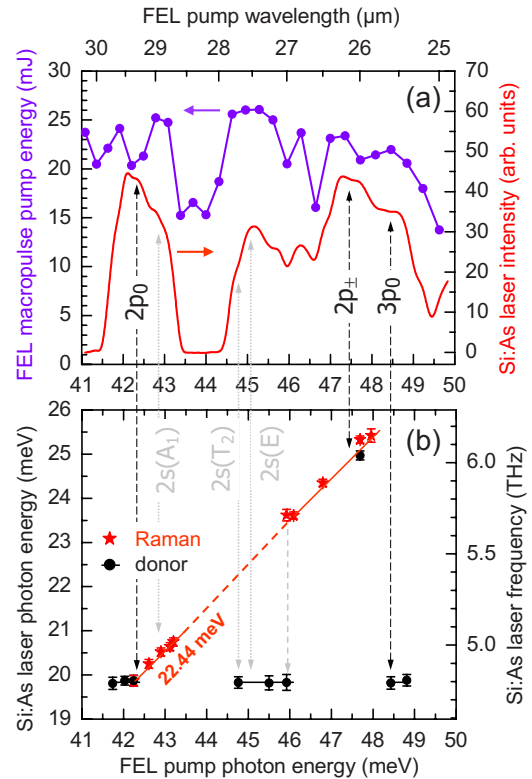 FEL pump wavelength (µm)
30 29 28 27 26 25
FEL macropulse pump energy (mJ)
30
25
20
15
10
5
0
(a)
2p0
2p±
3p0
Si:As laser intensity (arb. units)
70
60
50
40
30
20
10
0
41 42 43 44 45 46 47 48 49 50
Si:As laser photon energy (meV)
26
25
24
23
22
21
20
19
(b)
2s(A1)
2s(T2)
2s(E)
Raman
donor
22.44 meV
Si:As laser frequency (THz)
6.0
5.5
5.0
41 42 43 44 45 46 47 48 49 50
FEL pump photon energy (meV)